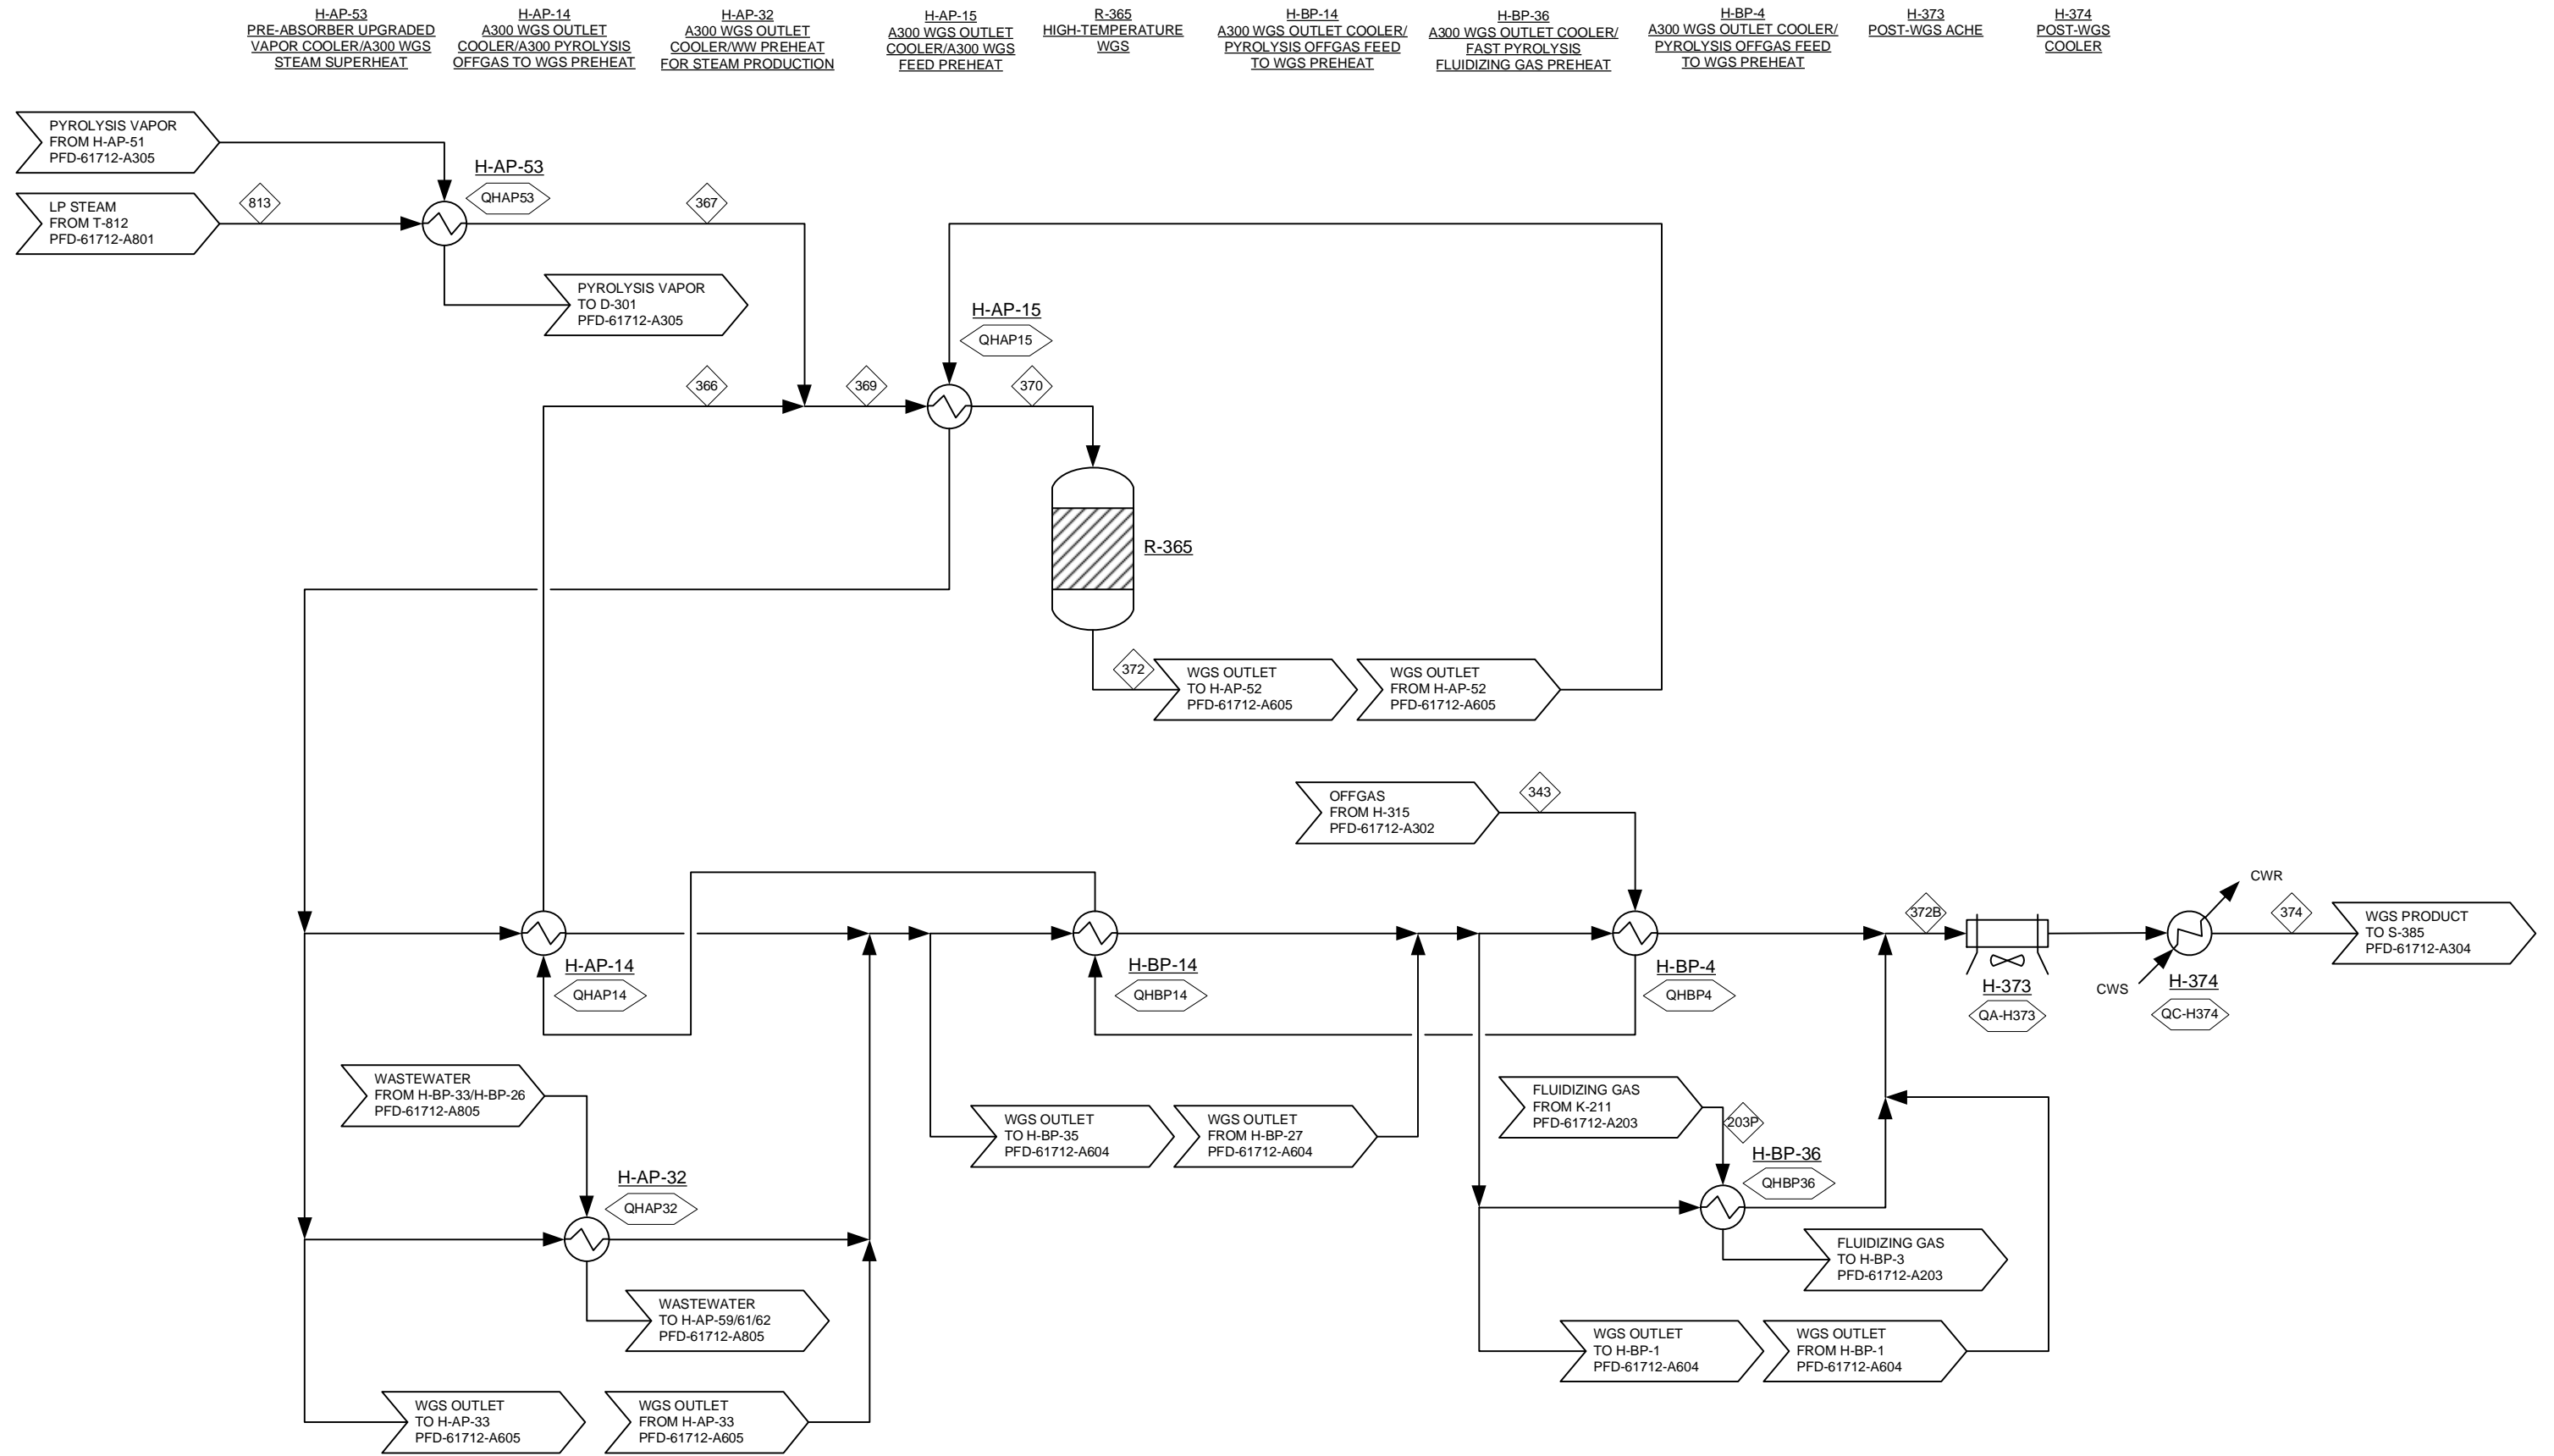 H-AP-53
PRE-ABSORBER UPGRADED
VAPOR COOLER/A300 WGS
STEAM SUPERHEAT
H-AP-14
A300 WGS OUTLET
COOLER/A300 PYROLYSIS
OFFGAS TO WGS PREHEAT
H-AP-32
A300 WGS OUTLET
COOLER/WW PREHEAT
FOR STEAM PRODUCTION
H-AP-15
A300 WGS OUTLET
COOLER/A300 WGS
FEED PREHEAT
R-365
HIGH-TEMPERATURE
WGS
H-BP-14
A300 WGS OUTLET COOLER/
PYROLYSIS OFFGAS FEED
TO WGS PREHEAT
H-BP-36
A300 WGS OUTLET COOLER/
FAST PYROLYSIS
FLUIDIZING GAS PREHEAT
H-BP-4
A300 WGS OUTLET COOLER/
PYROLYSIS OFFGAS FEED
TO WGS PREHEAT
H-373
POST-WGS ACHE
H-374
POST-WGS
COOLER
PYROLYSIS VAPOR
FROM H-AP-51
PFD-61712-A305
H-AP-53
QHAP53
LP STEAM
FROM T-812
PFD-61712-A801
813
367
PYROLYSIS VAPOR
TO D-301
PFD-61712-A305
H-AP-15
QHAP15
366
369
370
R-365
372
WGS OUTLET
TO H-AP-52
PFD-61712-A605
WGS OUTLET
FROM H-AP-52
PFD-61712-A605
OFFGAS
FROM H-315
PFD-61712-A302
343
H-AP-14
QHAP14
H-BP-14
QHBP14
H-BP-4
QHBP4
372B
H-373
QA-H373
CWR
CWS
H-374
QC-H374
374
WGS PRODUCT
TO S-385
PFD-61712-A304
WASTEWATER
FROM H-BP-33/H-BP-26
PFD-61712-A805
WGS OUTLET
TO H-BP-35
PFD-61712-A604
WGS OUTLET
FROM H-BP-27
PFD-61712-A604
FLUIDIZING GAS
FROM K-211
PFD-61712-A203
203P
H-BP-36
QHBP36
H-AP-32
QHAP32
FLUIDIZING GAS
TO H-BP-3
PFD-61712-A203
WASTEWATER
TO H-AP-59/61/62
PFD-61712-A805
WGS OUTLET
TO H-BP-1
PFD-61712-A604
WGS OUTLET
FROM H-BP-1
PFD-61712-A604
WGS OUTLET
TO H-AP-33
PFD-61712-A605
WGS OUTLET
FROM H-AP-33
PFD-61712-A605